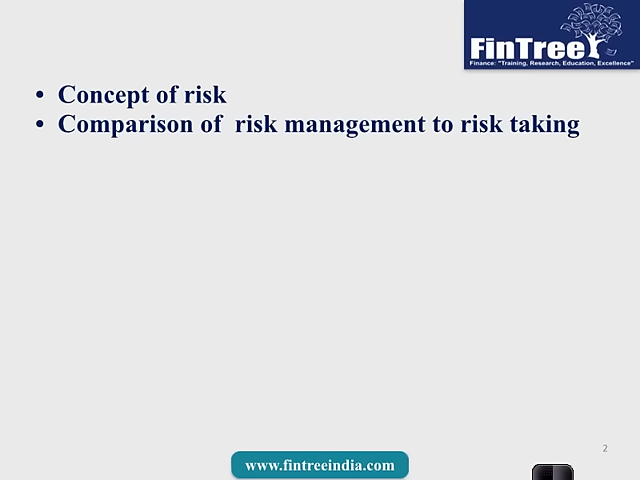 FinTree
Finance: "Training, Research, Education, Excellence"
• Concept of risk
• Comparison of  risk management to risk taking
2
www.fintreeindia.com